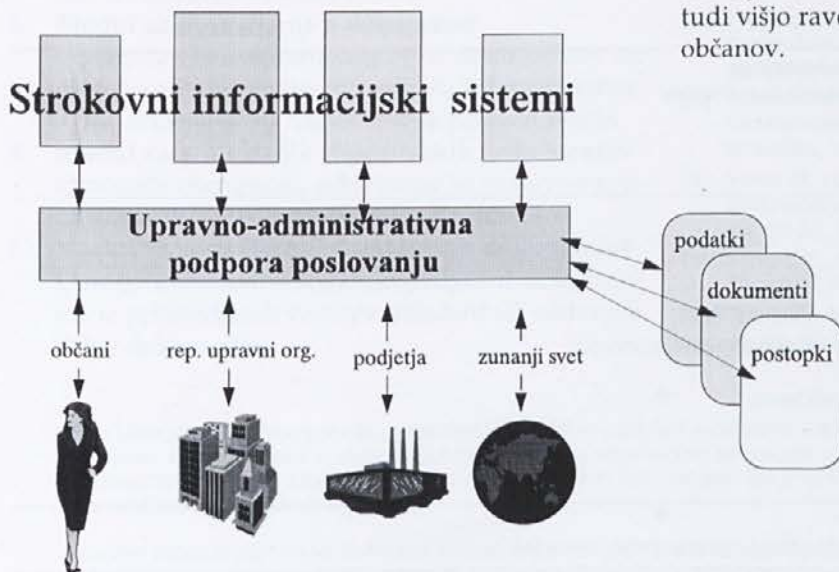 tudi višjo
občanov.
Strokovni informacijski sistemi
Upravno-administrativna
podpora poslovanju
podatki
dokumenti
postopki
občani
rep. upravni org.
podjetja
zunanji svet